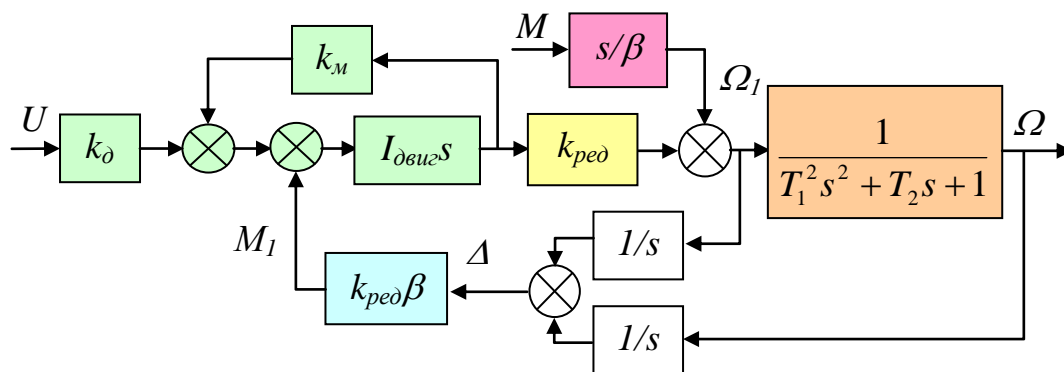 M
s/β
k_м
Ω_1
U
k_д
I_двиг s
k_ред
1 / (T_1^2 s^2 + T_2 s + 1)
Ω
M_1
1/s
Δ
k_ред β
1/s